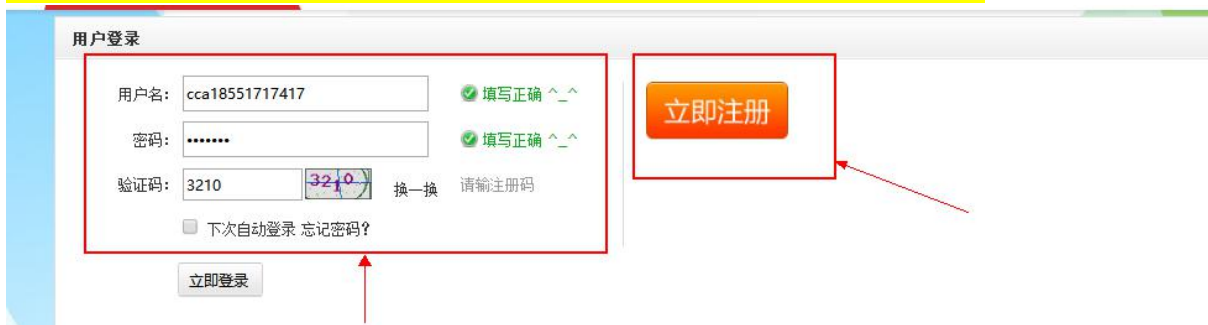 用户登录
用户名: cca18551717417 填写正确 ^_^
密码: ••••••• 填写正确 ^_^
验证码: 3210 3210 换一换 请输注册码
下次自动登录 忘记密码?
立即登录
立即注册